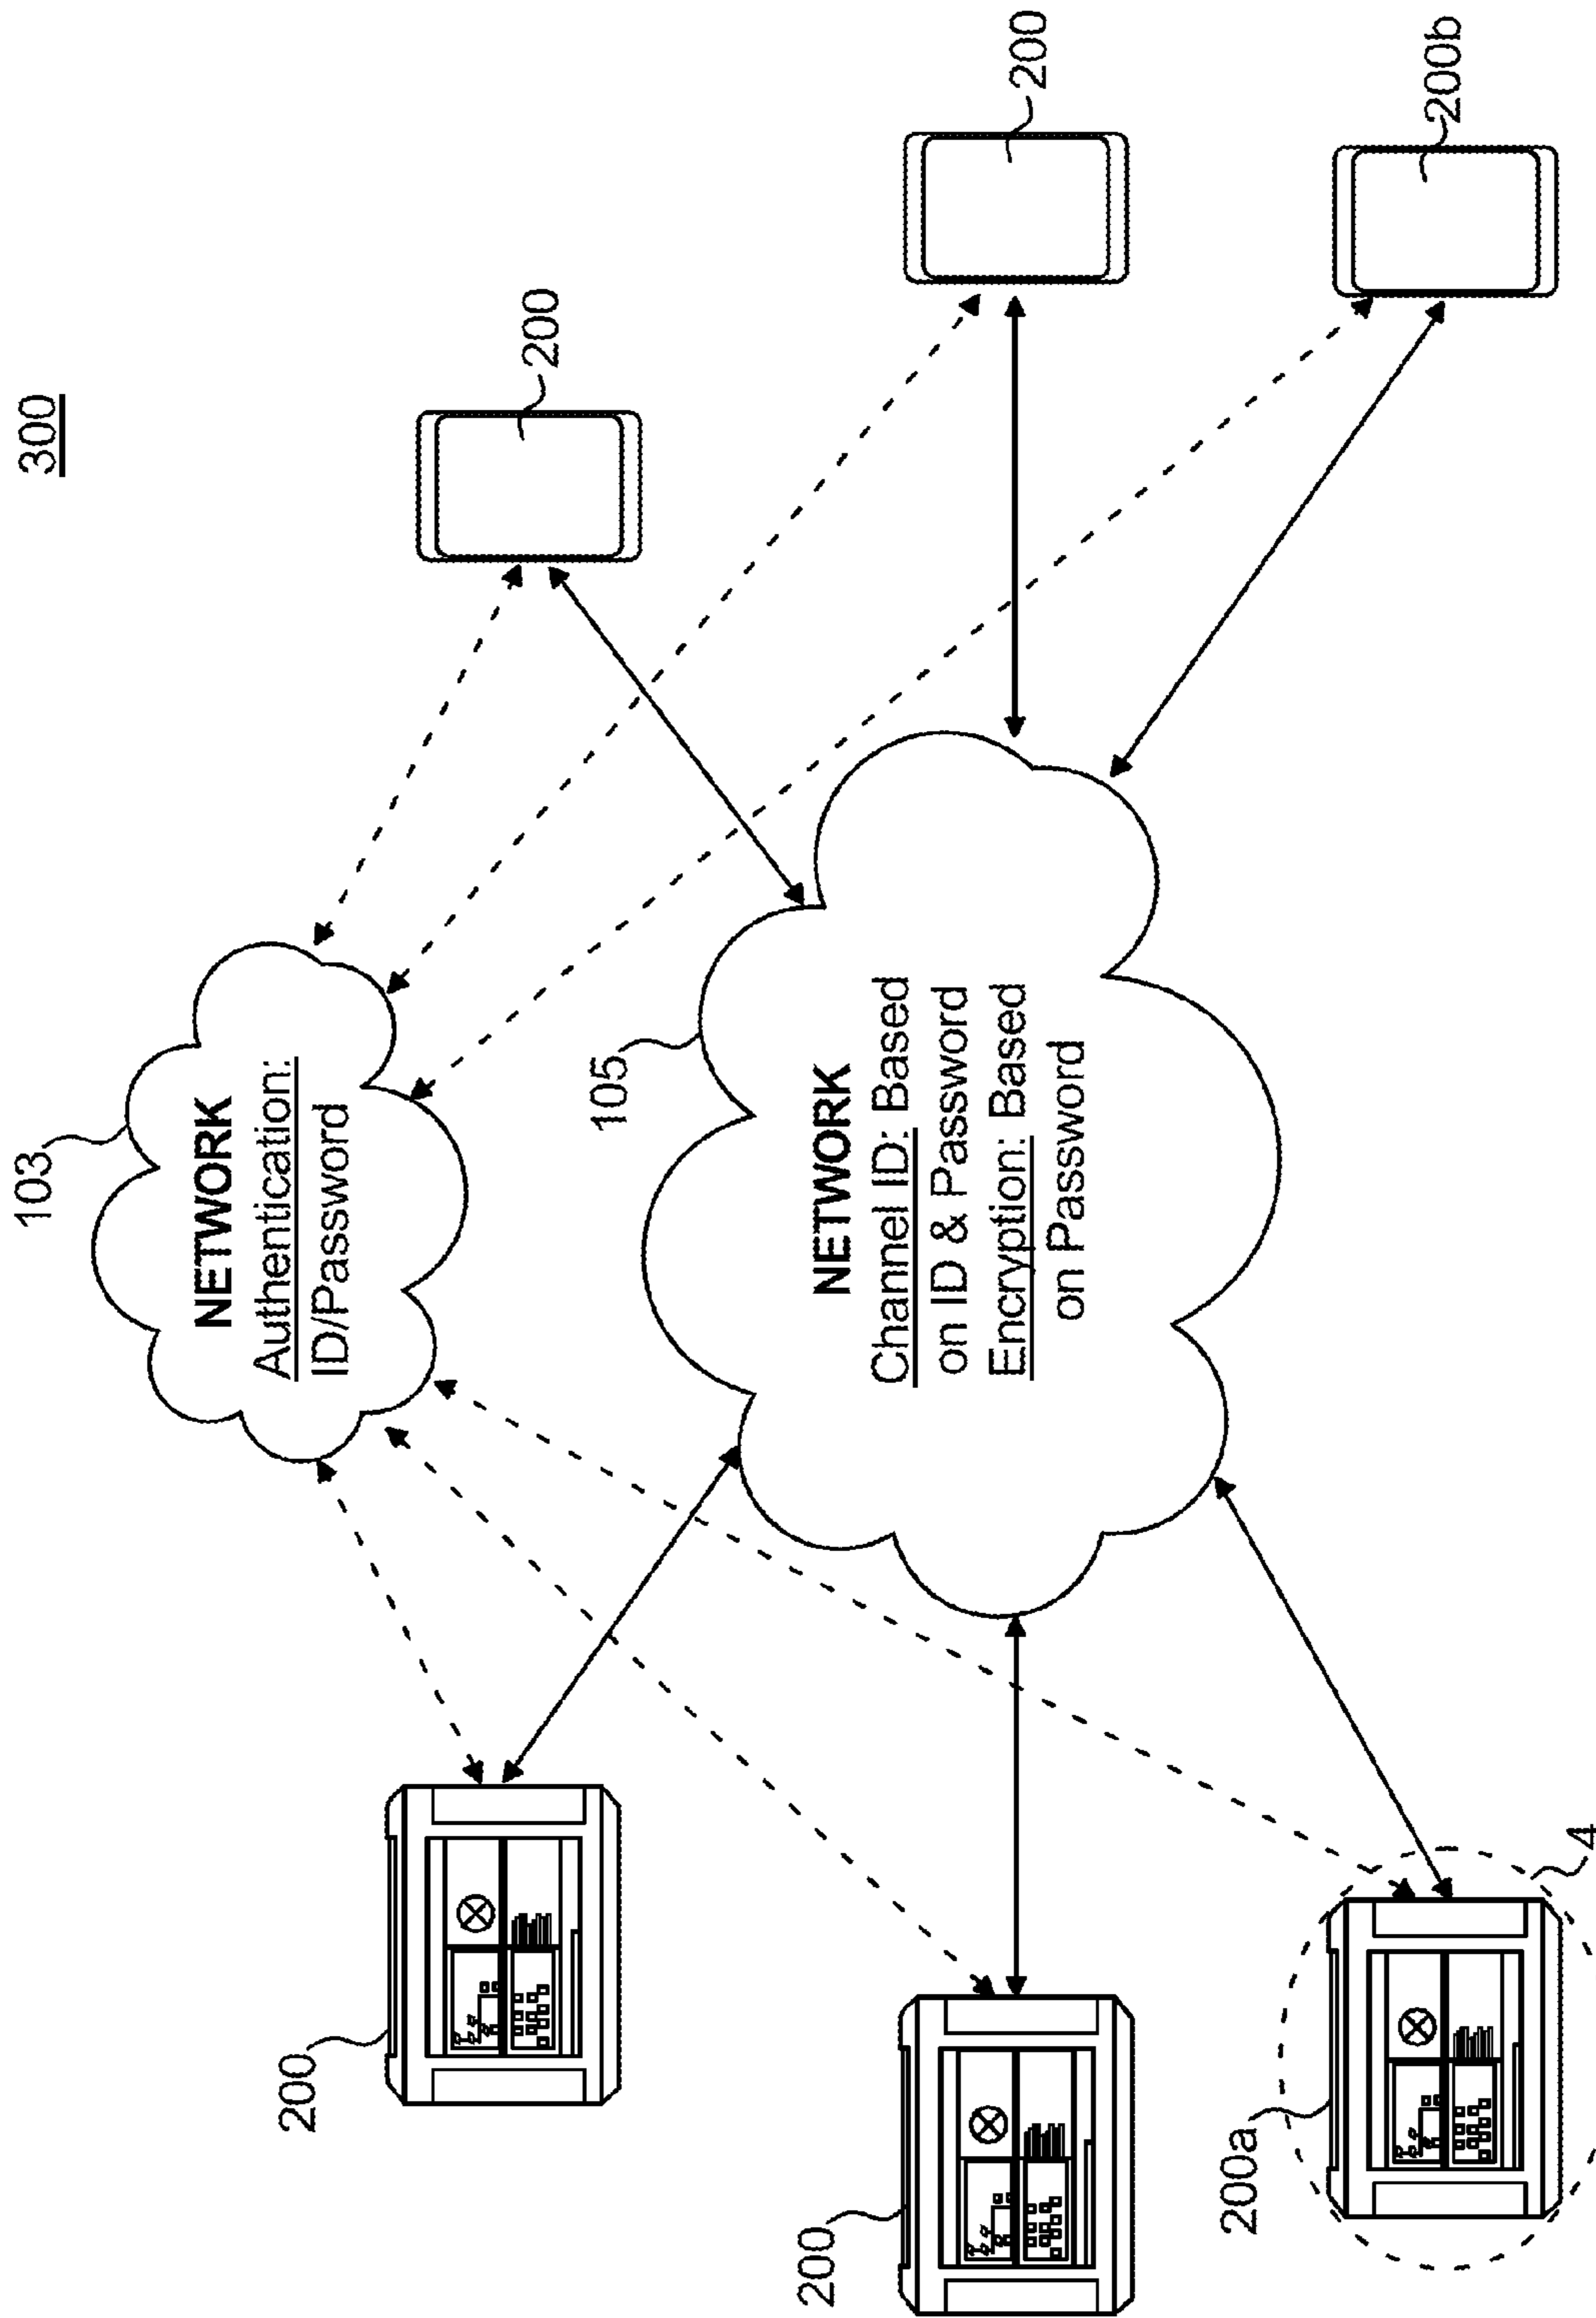 300
103
NETWORK
Authentication:
ID/Password
200
105
NETWORK
Channel ID: Based
on ID & Password
Encryption: Based
on Password
200
200
200
200a
4
200
200b